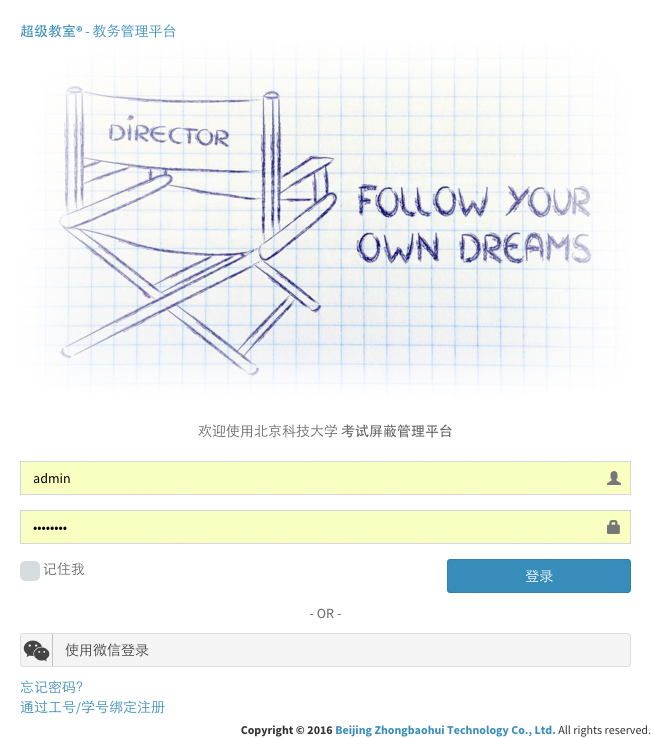 超级教室® - 教务管理平台
DiRECTOR
FOLLOW YOUR
OWN DREAMS
欢迎使用北京科技大学 考试屏蔽管理平台
admin
••••••••
记住我
登录
- OR -
使用微信登录
忘记密码?
通过工号/学号绑定注册
Copyright © 2016 Beijing Zhongbaohui Technology Co., Ltd. All rights reserved.